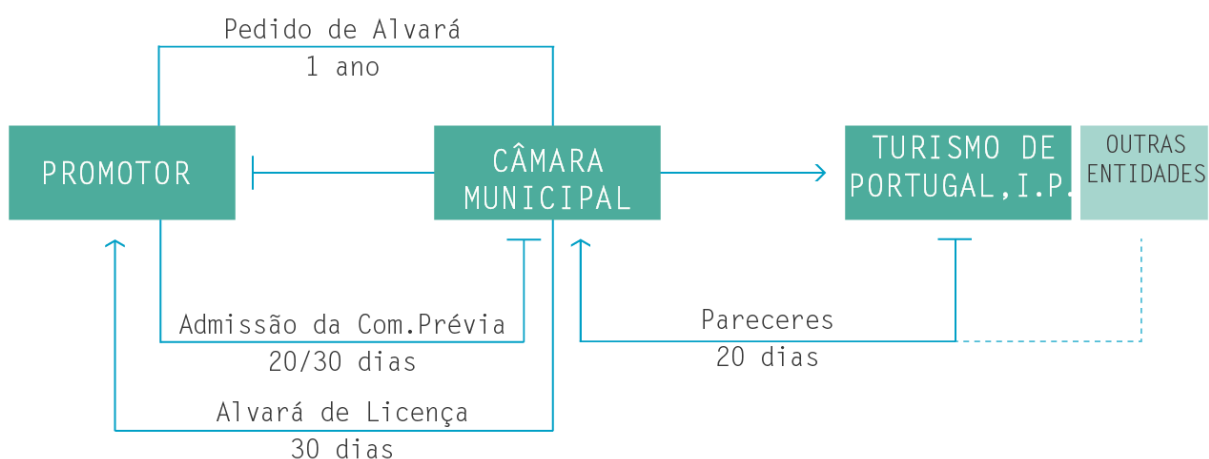 Pedido de Alvará
1 ano
PROMOTOR
CÂMARA
MUNICIPAL
TURISMO DE
PORTUGAL,I.P.
OUTRAS
ENTIDADES
Admissão da Com.Prévia
20/30 dias
Pareceres
20 dias
Alvará de Licença
30 dias